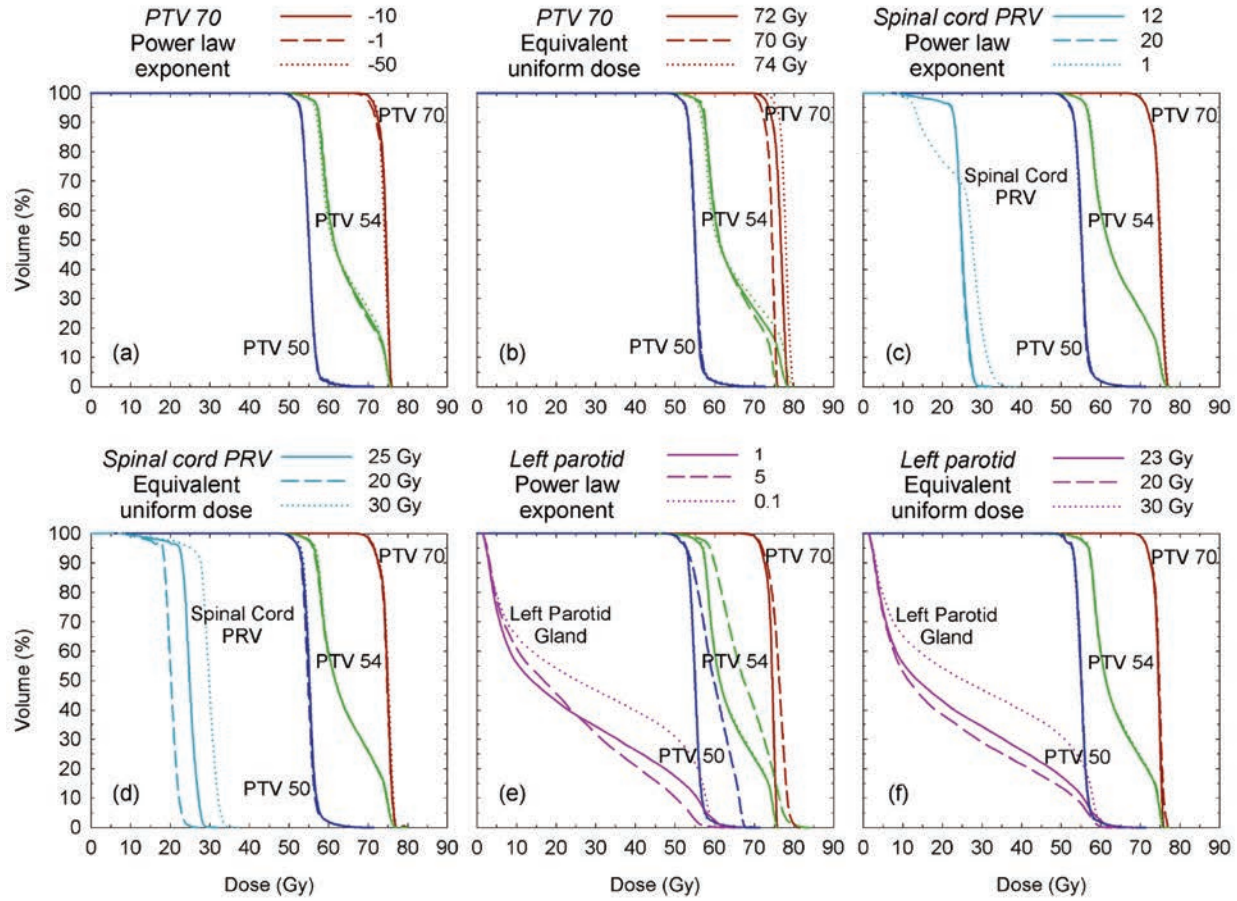 PTV 70
Power law
exponent
-10
-1
-50
PTV 70
Equivalent
uniform dose
72 Gy
70 Gy
74 Gy
Spinal cord PRV
Power law
exponent
12
20
1
Volume (%)
100
90
80
70
60
50
40
30
20
10
0
PTV 70
PTV 54
PTV 50
(a)
0 10 20 30 40 50 60 70 80 90
PTV 70
PTV 54
PTV 50
(b)
0 10 20 30 40 50 60 70 80 90
PTV 70
Spinal Cord
PRV
PTV 54
PTV 50
(c)
0 10 20 30 40 50 60 70 80 90
Spinal cord PRV
Equivalent
uniform dose
25 Gy
20 Gy
30 Gy
Left parotid
Power law
exponent
1
5
0.1
Left parotid
Equivalent
uniform dose
23 Gy
20 Gy
30 Gy
Volume (%)
100
90
80
70
60
50
40
30
20
10
0
PTV 70
Spinal Cord
PRV
PTV 54
PTV 50
(d)
0 10 20 30 40 50 60 70 80 90
Dose (Gy)
PTV 70
Left Parotid
Gland
PTV 54
PTV 50
(e)
0 10 20 30 40 50 60 70 80 90
Dose (Gy)
PTV 70
Left Parotid
Gland
PTV 54
PTV 50
(f)
0 10 20 30 40 50 60 70 80 90
Dose (Gy)